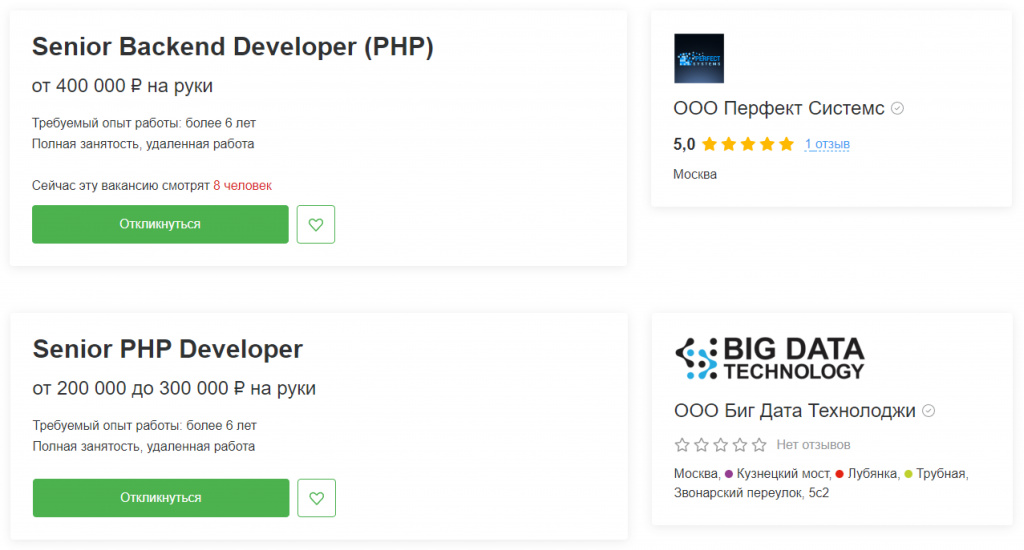 Senior Backend Developer (PHP)
от 400 000 ₽ на руки
Требуемый опыт работы: более 6 лет
Полная занятость, удаленная работа
Сейчас эту вакансию смотрят 8 человек
Откликнуться
PERFECT
SYSTEMS
ООО Перфект Системс
5,0 1 отзыв
Москва
Senior PHP Developer
от 200 000 до 300 000 ₽ на руки
Требуемый опыт работы: более 6 лет
Полная занятость, удаленная работа
Откликнуться
BIG DATA
TECHNOLOGY
ООО Биг Дата Технолоджи
Нет отзывов
Москва, Кузнецкий мост, Лубянка, Трубная,
Звонарский переулок, 5с2